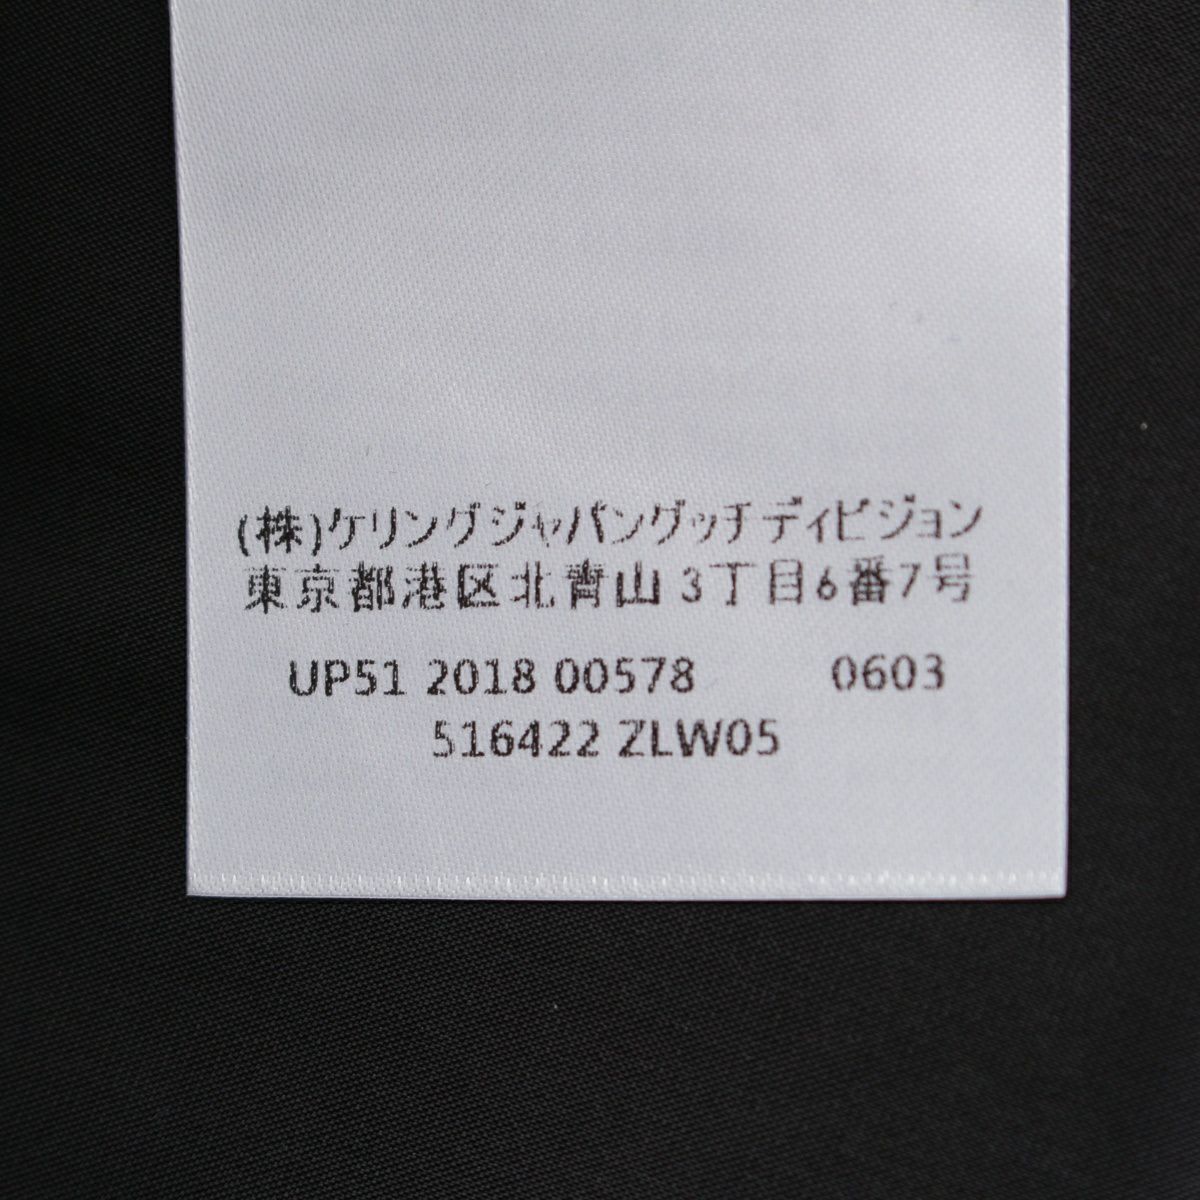 (株)ケリングジャパングッチディビジョン
東京都港区北青山3丁目6番7号
UP51 2018 00578 0603
516422 ZLW05